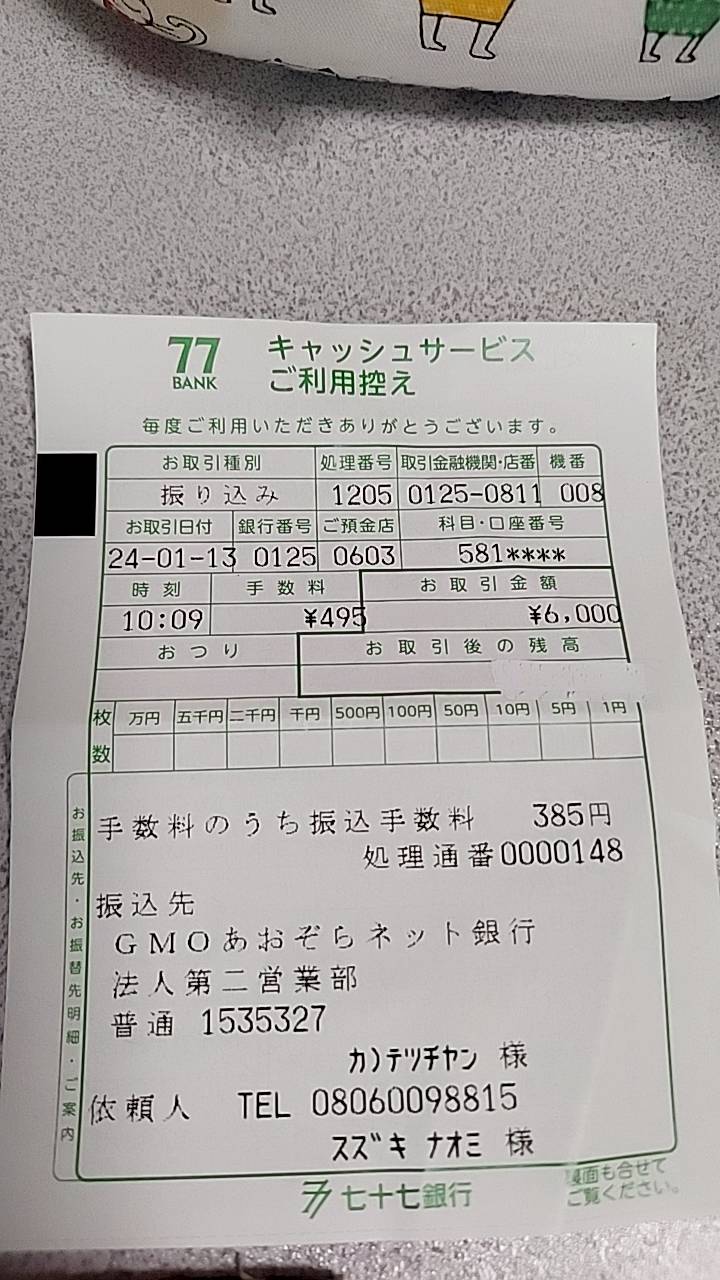 77 BANK
キャッシュサービス
ご利用控え
毎度ご利用いただきありがとうございます。
お取引種別 処理番号 取引金融機関・店番 機番
振り込み 1205 0125-0811 008
お取引日付 銀行番号 ご預金店 科目・口座番号
24-01-13 0125 0603 581****
時刻 手数料 お取引金額
10:09 ¥495 ¥6,000
おつり お取引後の残高
枚数 万円 五千円 二千円 千円 500円 100円 50円 10円 5円 1円
お振込先・お振替先明細・ご案内
手数料のうち振込手数料 385円
処理通番0000148
振込先
GMOあおぞらネット銀行
法人第二営業部
普通 1535327
カ)テツチヤン 様
依頼人 TEL 08060098815
スズキ ナオミ 様
七十七銀行
裏面も合せて
ご覧ください。